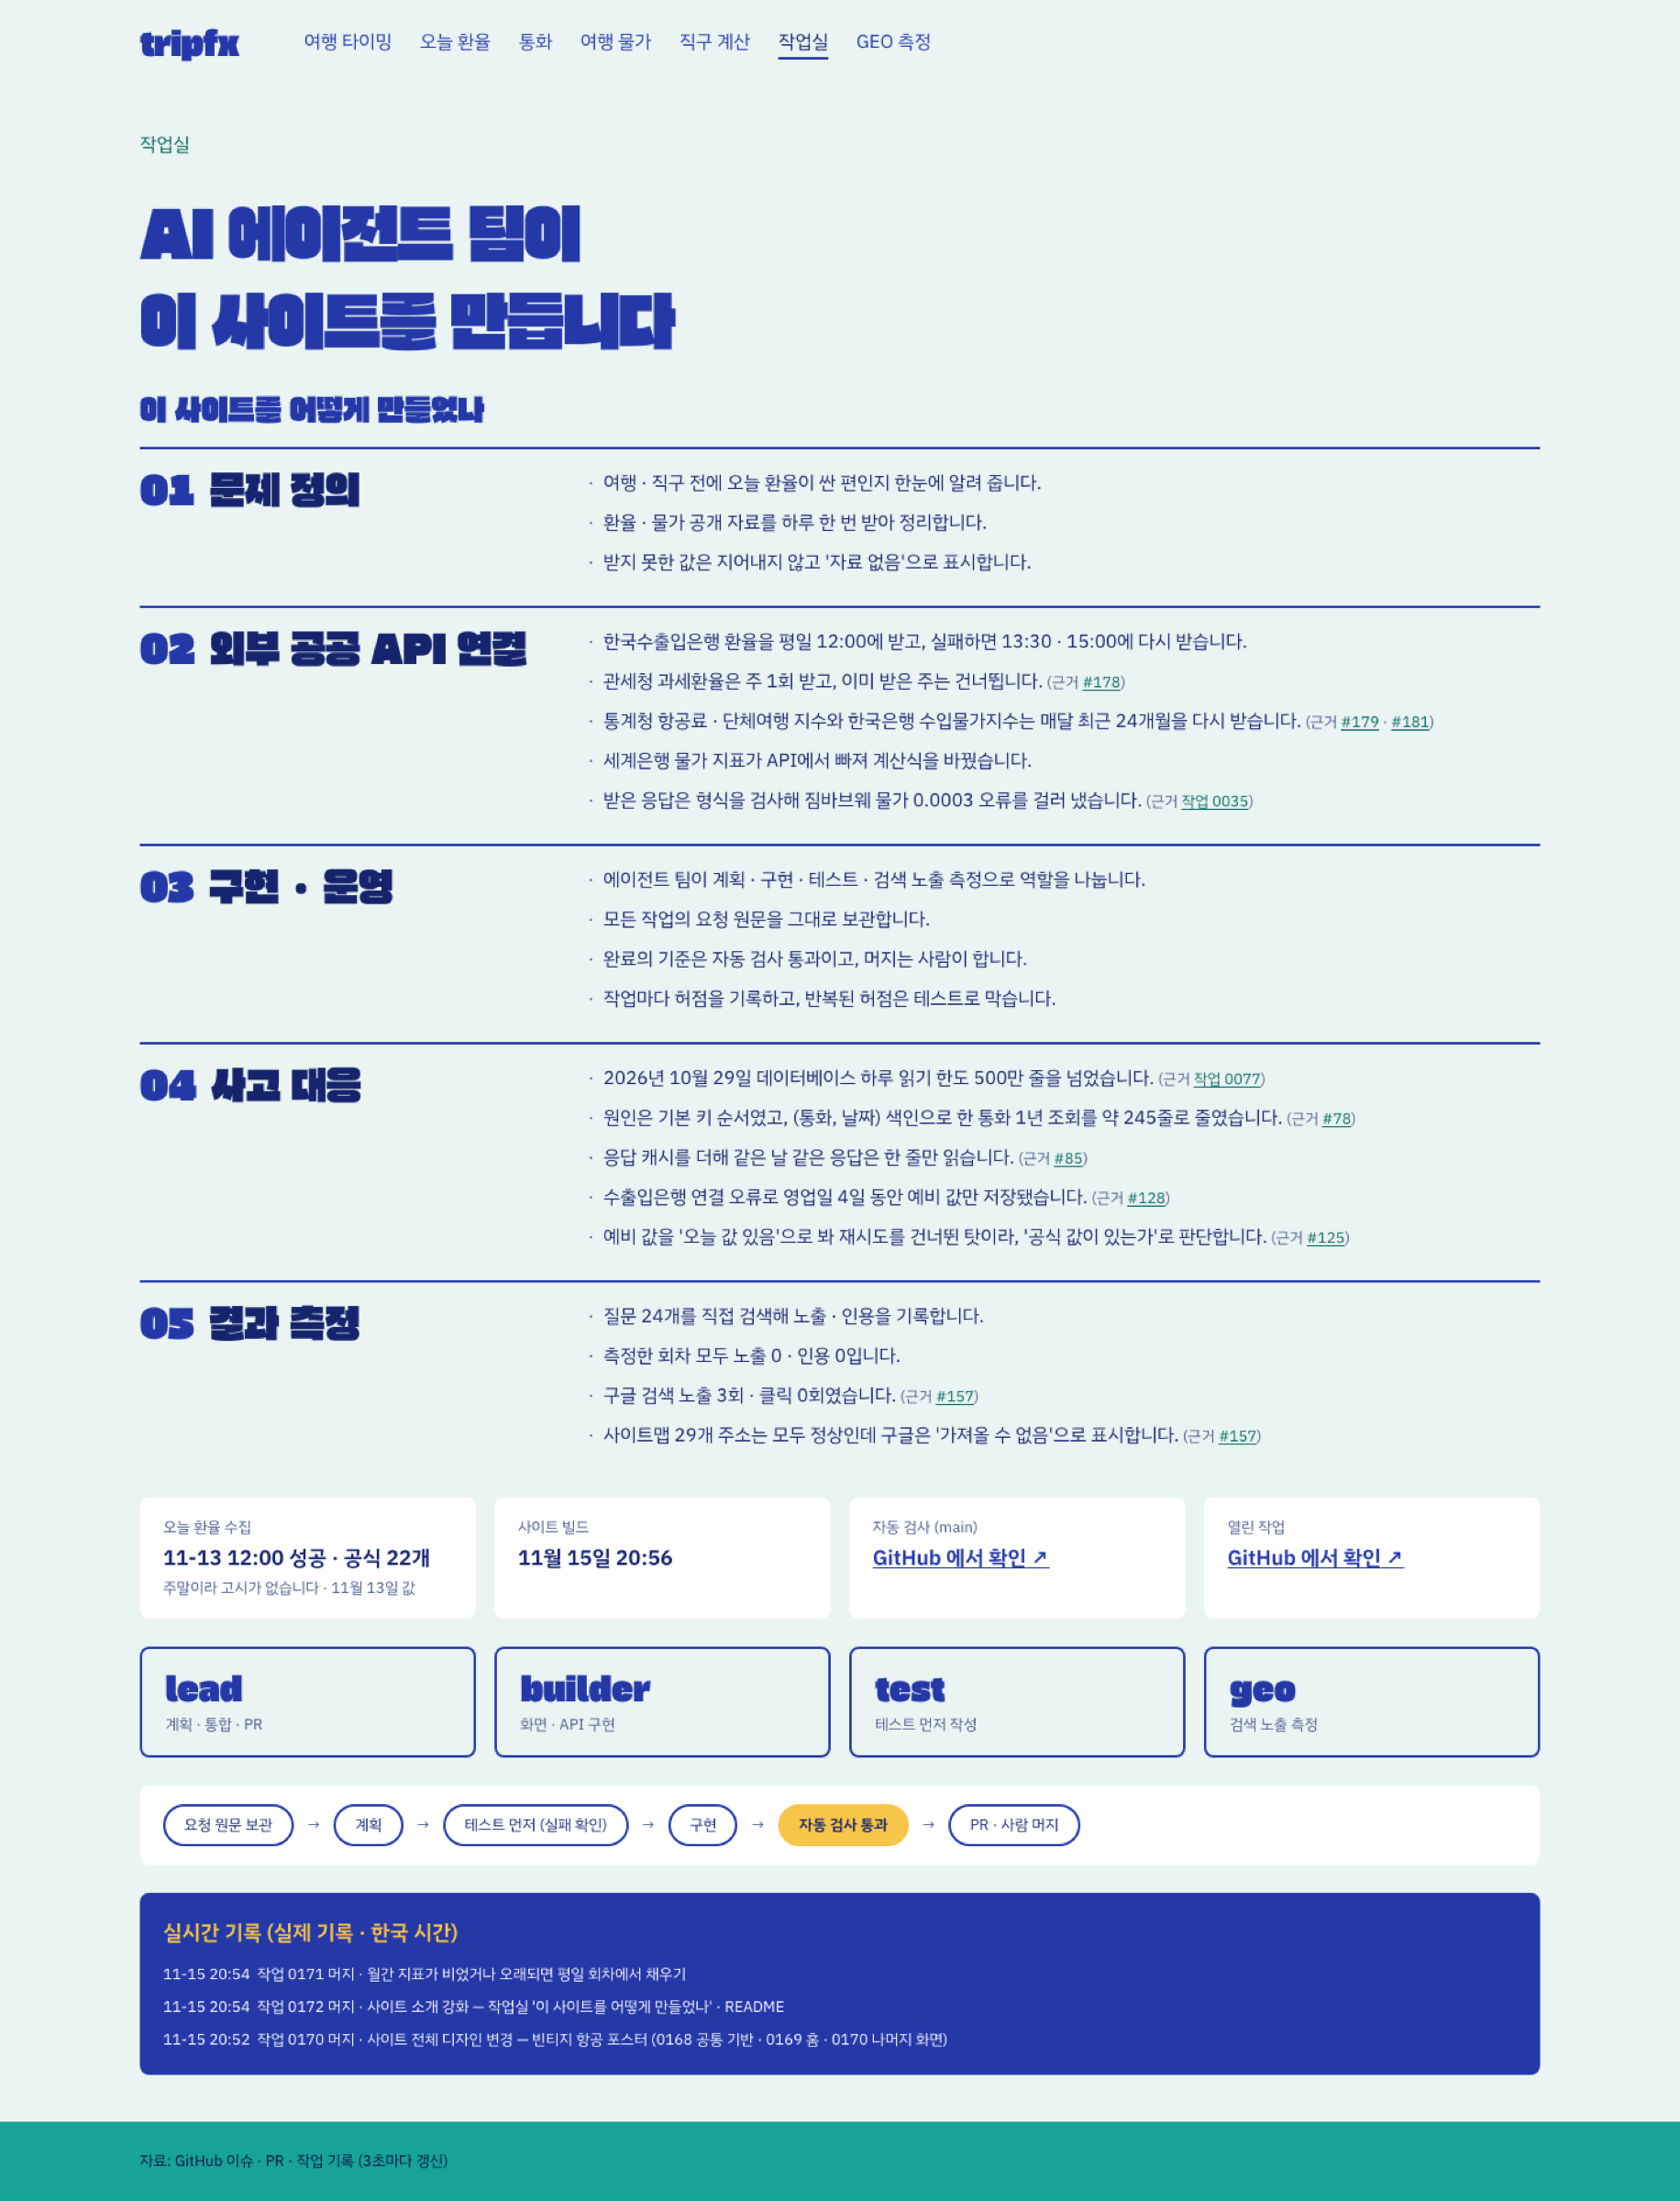 tripfx
여행 타이밍 오늘 환율 통화 여행 물가 직구 계산 작업실 GEO 측정
작업실
AI 에이전트 팀이
이 사이트를 만듭니다
이 사이트를 어떻게 만들었나
01 문제 정의
· 여행 · 직구 전에 오늘 환율이 싼 편인지 한눈에 알려 줍니다.
· 환율 · 물가 공개 자료를 하루 한 번 받아 정리합니다.
· 받지 못한 값은 지어내지 않고 '자료 없음'으로 표시합니다.
02 외부 공공 API 연결
· 한국수출입은행 환율을 평일 12:00에 받고, 실패하면 13:30 · 15:00에 다시 받습니다.
· 관세청 과세환율은 주 1회 받고, 이미 받은 주는 건너뜁니다. (근거 #178)
· 통계청 항공료 · 단체여행 지수와 한국은행 수입물가지수는 매달 최근 24개월을 다시 받습니다. (근거 #179 · #181)
· 세계은행 물가 지표가 API에서 빠져 계산식을 바꿨습니다.
· 받은 응답은 형식을 검사해 짐바브웨 물가 0.0003 오류를 걸러 냈습니다. (근거 작업 0035)
03 구현 · 운영
· 에이전트 팀이 계획 · 구현 · 테스트 · 검색 노출 측정으로 역할을 나눕니다.
· 모든 작업의 요청 원문을 그대로 보관합니다.
· 완료의 기준은 자동 검사 통과이고, 머지는 사람이 합니다.
· 작업마다 허점을 기록하고, 반복된 허점은 테스트로 막습니다.
04 사고 대응
· 2026년 10월 29일 데이터베이스 하루 읽기 한도 500만 줄을 넘었습니다. (근거 작업 0077)
· 원인은 기본 키 순서였고, (통화, 날짜) 색인으로 한 통화 1년 조회를 약 245줄로 줄였습니다. (근거 #78)
· 응답 캐시를 더해 같은 날 같은 응답은 한 줄만 읽습니다. (근거 #85)
· 수출입은행 연결 오류로 영업일 4일 동안 예비 값만 저장됐습니다. (근거 #128)
· 예비 값을 '오늘 값 있음'으로 봐 재시도를 건너뛴 탓이라, '공식 값이 있는가'로 판단합니다. (근거 #125)
05 결과 측정
· 질문 24개를 직접 검색해 노출 · 인용을 기록합니다.
· 측정한 회차 모두 노출 0 · 인용 0입니다.
· 구글 검색 노출 3회 · 클릭 0회였습니다. (근거 #157)
· 사이트맵 29개 주소는 모두 정상인데 구글은 '가져올 수 없음'으로 표시합니다. (근거 #157)
오늘 환율 수집
11-13 12:00 성공 · 공식 22개
주말이라 고시가 없습니다 · 11월 13일 값
사이트 빌드
11월 15일 20:56
자동 검사 (main)
GitHub 에서 확인 ↗
열린 작업
GitHub 에서 확인 ↗
lead
계획 · 통합 · PR
builder
화면 · API 구현
test
테스트 먼저 작성
geo
검색 노출 측정
요청 원문 보관 → 계획 → 테스트 먼저 (실패 확인) → 구현 → 자동 검사 통과 → PR · 사람 머지
실시간 기록 (실제 기록 · 한국 시간)
11-15 20:54 작업 0171 머지 · 월간 지표가 비었거나 오래되면 평일 회차에서 채우기
11-15 20:54 작업 0172 머지 · 사이트 소개 강화 — 작업실 '이 사이트를 어떻게 만들었나' · README
11-15 20:52 작업 0170 머지 · 사이트 전체 디자인 변경 — 빈티지 항공 포스터 (0168 공통 기반 · 0169 홈 · 0170 나머지 화면)
자료: GitHub 이슈 · PR · 작업 기록 (3초마다 갱신)